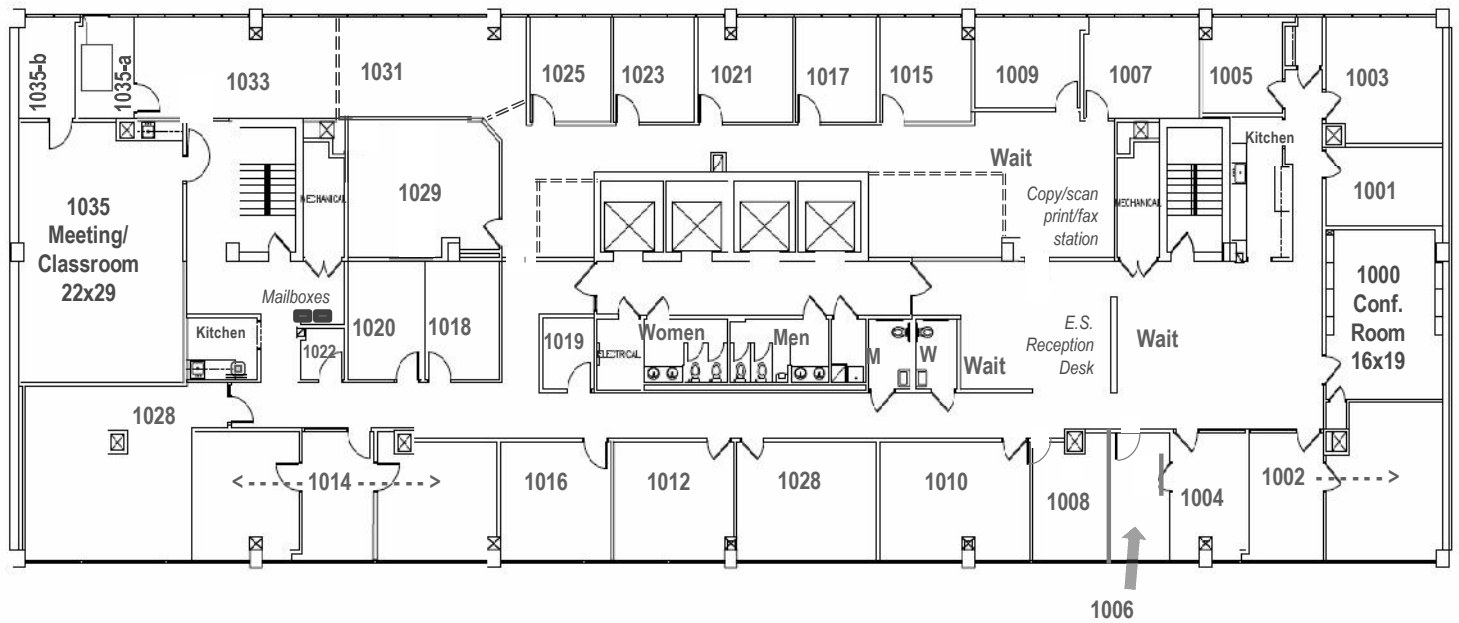 1035-b
1035-a
1033
1031
1025
1023
1021
1017
1015
1009
1007
1005
1003
Kitchen
Wait
1001
1029
MECHANICAL
Copy/scan
print/fax
station
MECHANICAL
1035
Meeting/
Classroom
22x29
1000
Conf.
Room
16x19
Mailboxes
Kitchen
1022
1020
1018
1019
ELECTRICAL
Women
Men
M
W
Wait
E.S.
Reception
Desk
Wait
1028
<----1014---->
1016
1012
1028
1010
1008
1004
1002 ---->
1006